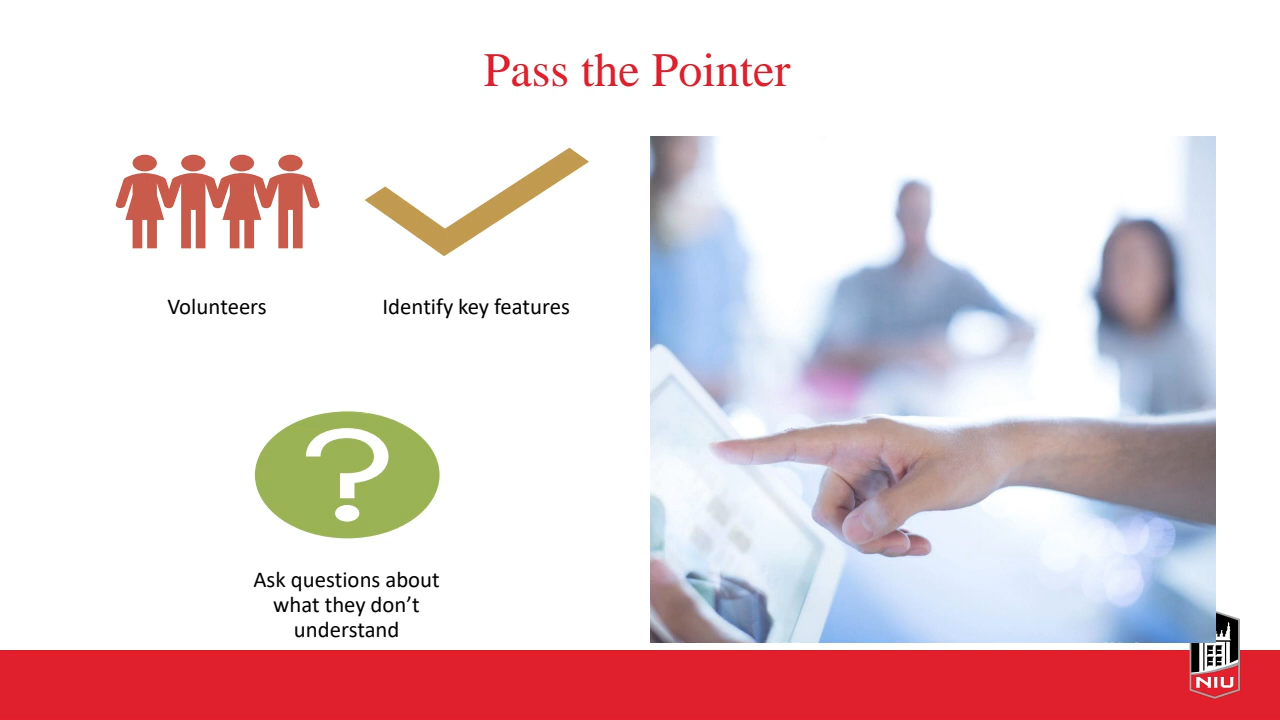 Pass the Pointer
Volunteers
Identify key features
Ask questions about
what they don’t
understand
NIU